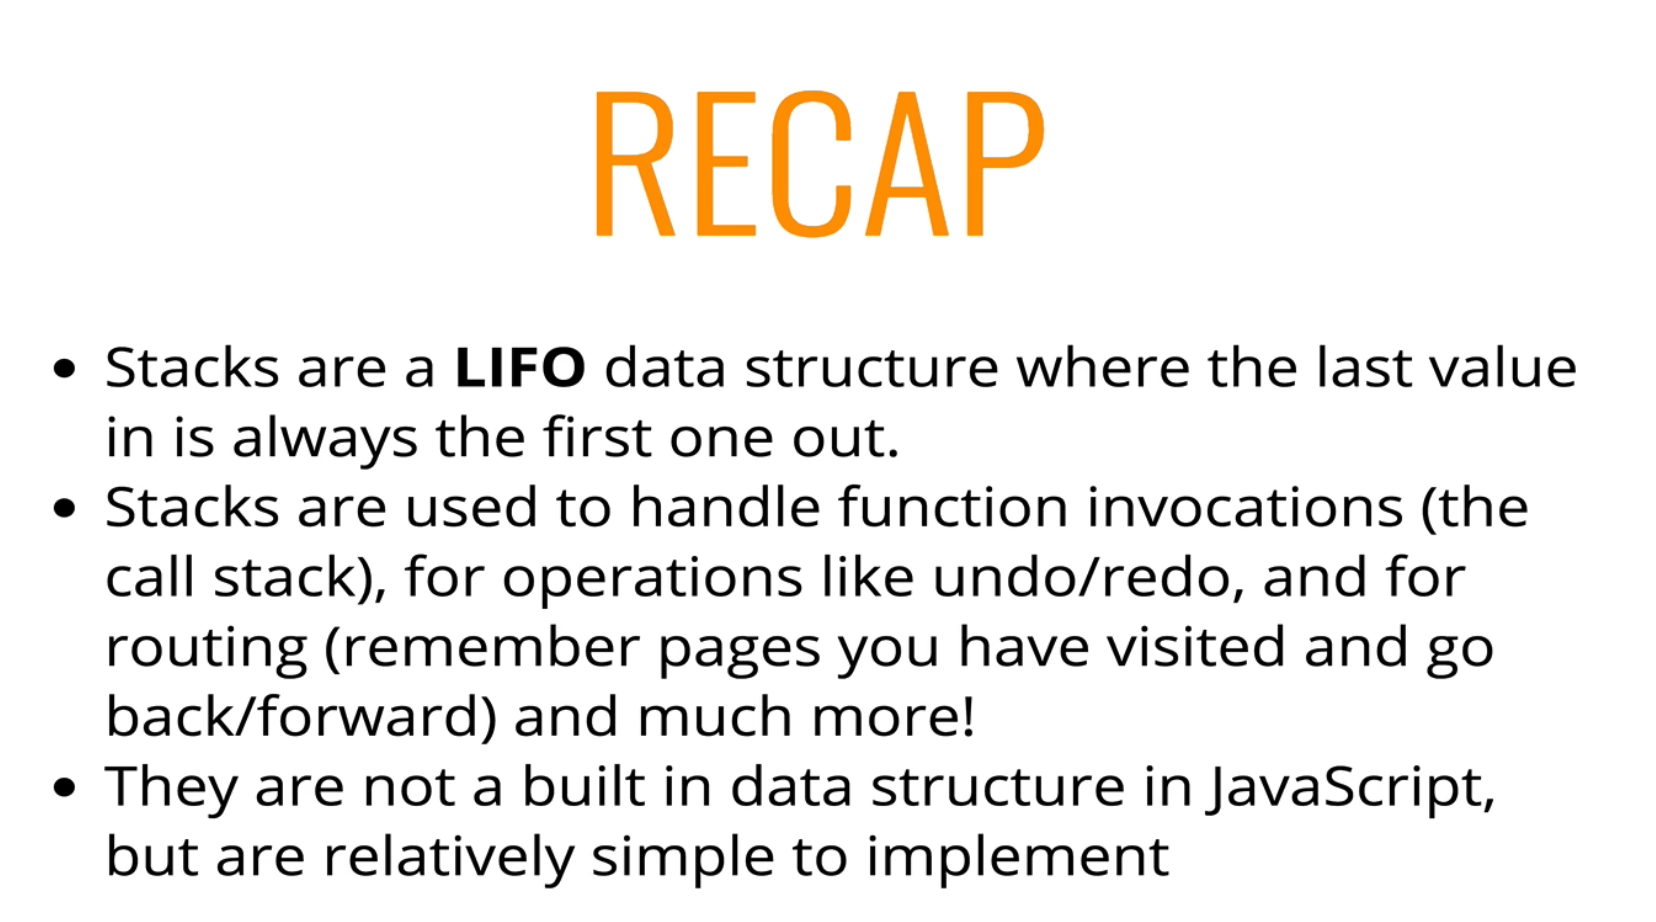 RECAP
• Stacks are a LIFO data structure where the last value
in is always the first one out.
• Stacks are used to handle function invocations (the
call stack), for operations like undo/redo, and for
routing (remember pages you have visited and go
back/forward) and much more!
• They are not a built in data structure in JavaScript,
but are relatively simple to implement